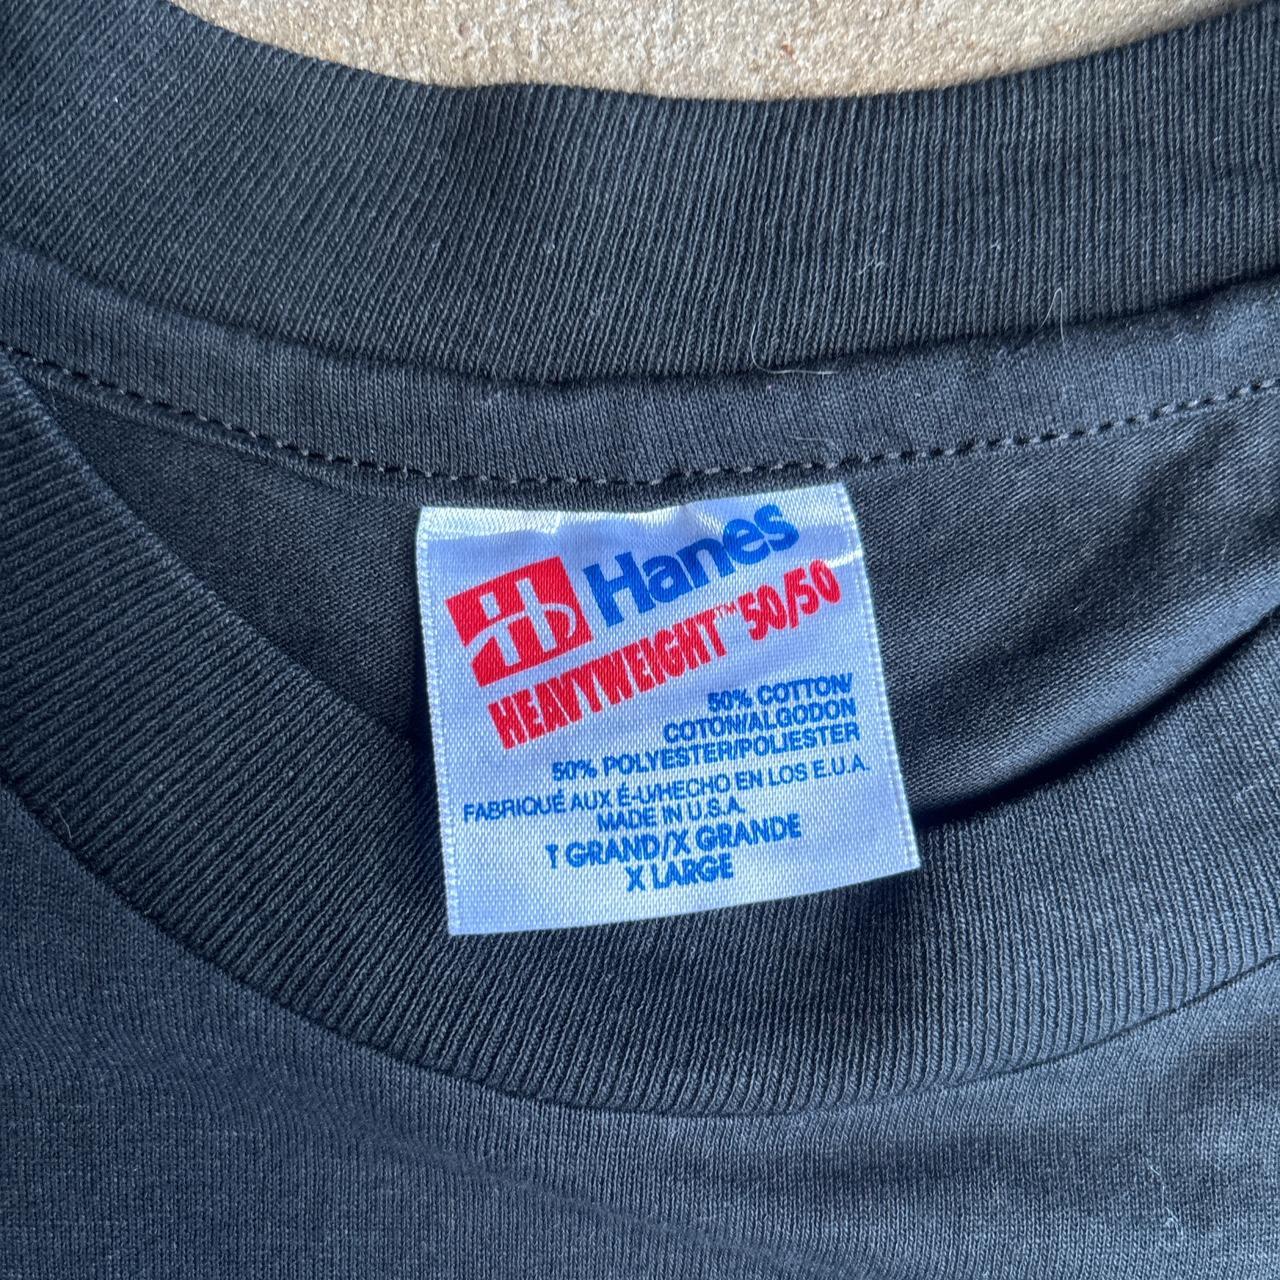 Hanes
HEAVYWEIGHT™ 50/50
50% COTTON/
COTON/ALGODON
50% POLYESTER/POLIESTER
FABRIQUÉ AUX É-U/HECHO EN LOS E.U.A.
MADE IN U.S.A.
T GRAND/X GRANDE
X LARGE